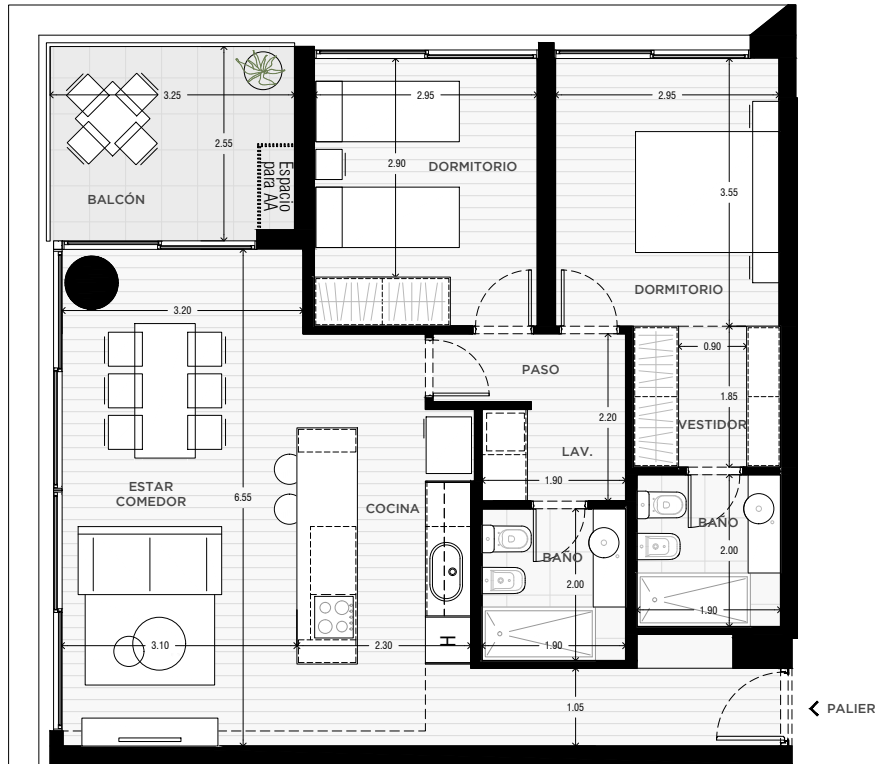 3.25
2.95
2.95
2.55
2.90
DORMITORIO
Espacio
para AA
BALCÓN
3.55
DORMITORIO
3.20
0.90
PASO
1.85
2.20
VESTIDOR
LAV.
1.90
ESTAR
COMEDOR
6.55
COCINA
BAÑO
2.00
BAÑO
2.00
1.90
3.10
2.30
H
1.90
1.05
PALIER